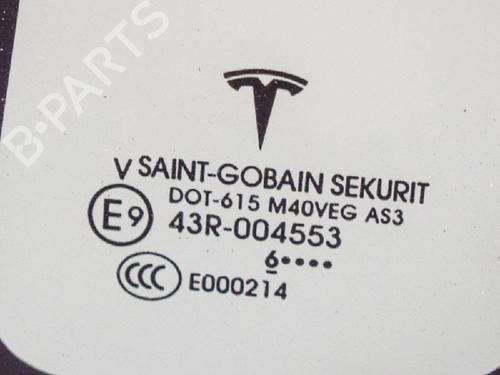 B-PARTS
V SAINT-GOBAIN SEKURIT
DOT-615 M40VEG AS3
E9
43R-004553
6••••
CCC
E000214